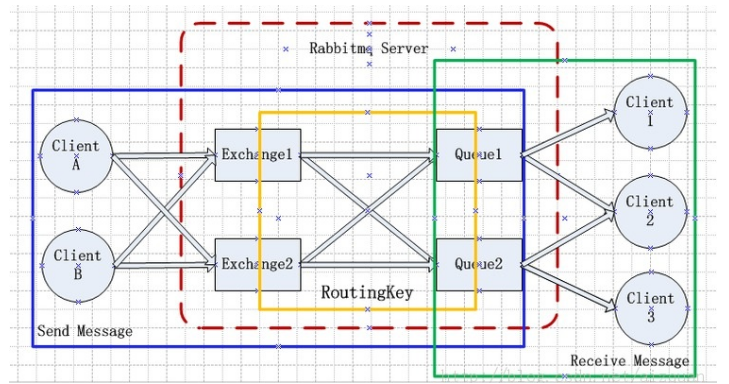 Rabbitmq Server
Client
A
Exchange1
Queue1
Client
1
Client
2
Client
B
Exchange2
Queue2
RoutingKey
Client
3
Send Message
Receive Message